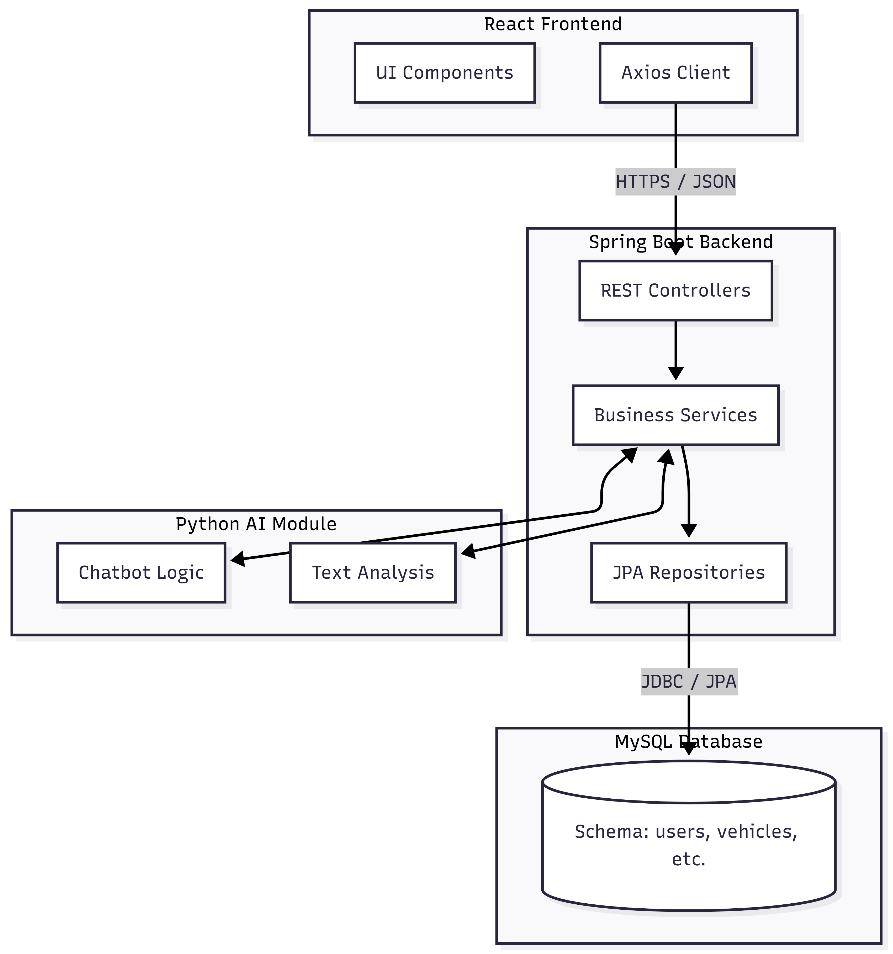 React Frontend
UI Components
Axios Client
HTTPS / JSON
Spring Boot Backend
REST Controllers
Business Services
Python AI Module
Chatbot Logic
Text Analysis
JPA Repositories
JDBC / JPA
MySQL Database
Schema: users, vehicles,
etc.